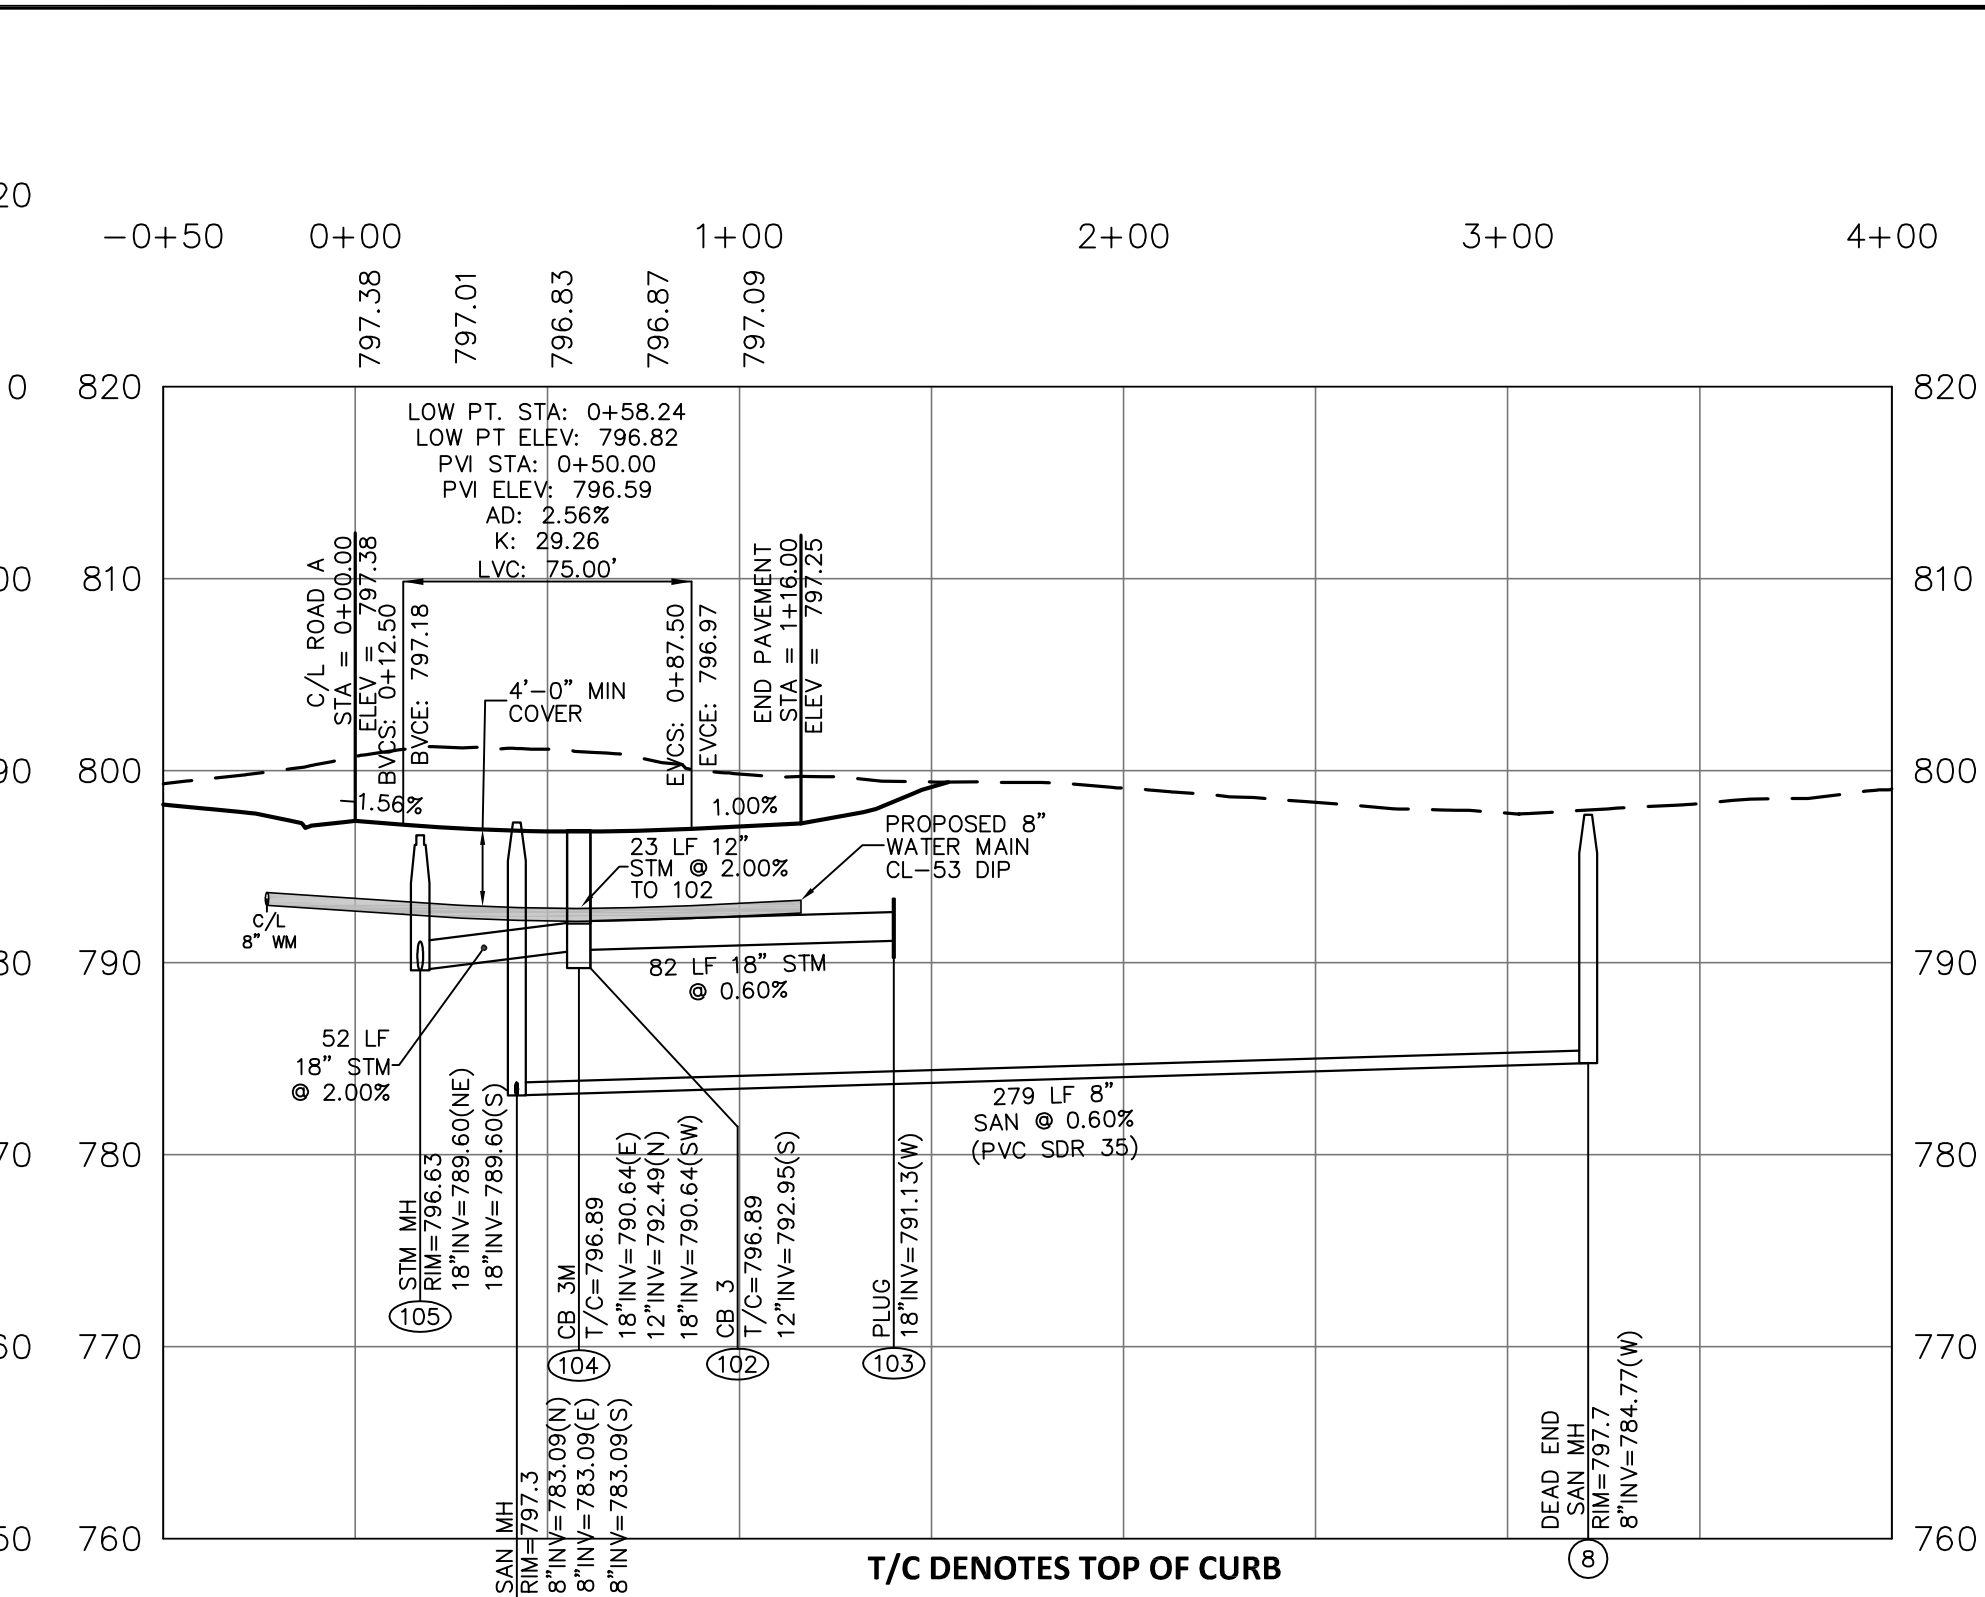 20
-0+50 0+00 1+00 2+00 3+00 4+00
797.38
797.01
796.83
796.87
797.09
0 820 820
LOW PT. STA: 0+58.24
LOW PT ELEV: 796.82
PVI STA: 0+50.00
PVI ELEV: 796.59
AD: 2.56%
K: 29.26
LVC: 75.00'
00 810 810
C/L ROAD A
STA = 0+00.00
ELEV = 797.38
BVCS: 0+12.50
BVCE: 797.18
EVCS: 0+87.50
EVCE: 796.97
END PAVEMENT
STA = 1+16.00
ELEV = 797.25
4'-0" MIN
COVER
90 800 800
-1.56%
1.00%
23 LF 12"
STM @ 2.00%
TO 102
PROPOSED 8"
WATER MAIN
CL-53 DIP
C/L
8" WM
80 790 790
82 LF 18" STM
@ 0.60%
52 LF
18" STM
@ 2.00%
279 LF 8"
SAN @ 0.60%
(PVC SDR 35)
70 780 780
STM MH
RIM=796.63
18"INV=789.60(NE)
18"INV=789.60(S)
105
CB 3M
T/C=796.89
18"INV=790.64(E)
12"INV=792.49(N)
18"INV=790.64(SW)
104
CB 3
T/C=796.89
12"INV=792.95(S)
102
PLUG
18"INV=791.13(W)
103
60 770 770
SAN MH
RIM=797.3
8"INV=783.09(N)
8"INV=783.09(E)
8"INV=783.09(S)
DEAD END
SAN MH
RIM=797.7
8"INV=784.77(W)
8
50 760 760
T/C DENOTES TOP OF CURB